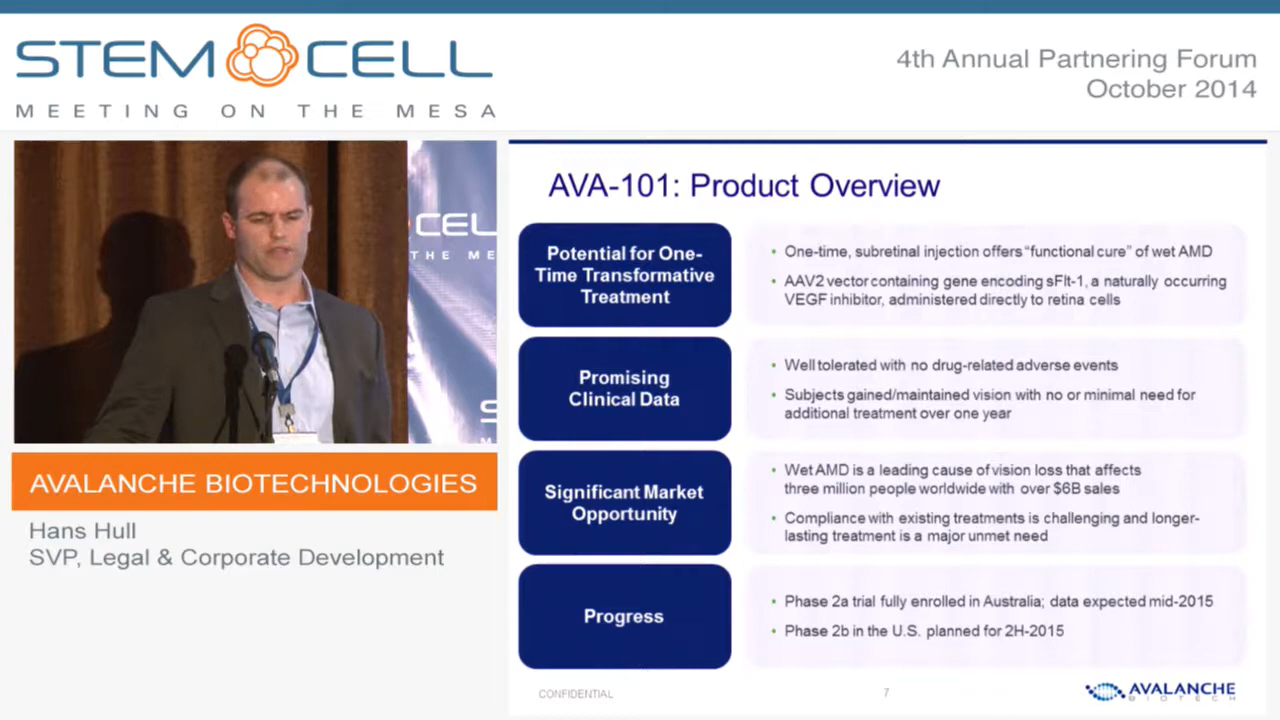 STEM CELL
MEETING ON THE MESA
4th Annual Partnering Forum
October 2014
CEL
THE ME
S
M
AVALANCHE BIOTECHNOLOGIES
Hans Hull
SVP, Legal & Corporate Development
AVA-101: Product Overview
Potential for One-
Time Transformative
Treatment
• One-time, subretinal injection offers “functional cure” of wet AMD
• AAV2 vector containing gene encoding sFlt-1, a naturally occurring
VEGF inhibitor, administered directly to retina cells
Promising
Clinical Data
• Well tolerated with no drug-related adverse events
• Subjects gained/maintained vision with no or minimal need for
additional treatment over one year
Significant Market
Opportunity
• Wet AMD is a leading cause of vision loss that affects
three million people worldwide with over $6B sales
• Compliance with existing treatments is challenging and longer-
lasting treatment is a major unmet need
Progress
• Phase 2a trial fully enrolled in Australia; data expected mid-2015
• Phase 2b in the U.S. planned for 2H-2015
CONFIDENTIAL
7
AVALANCHE
BIOTECH